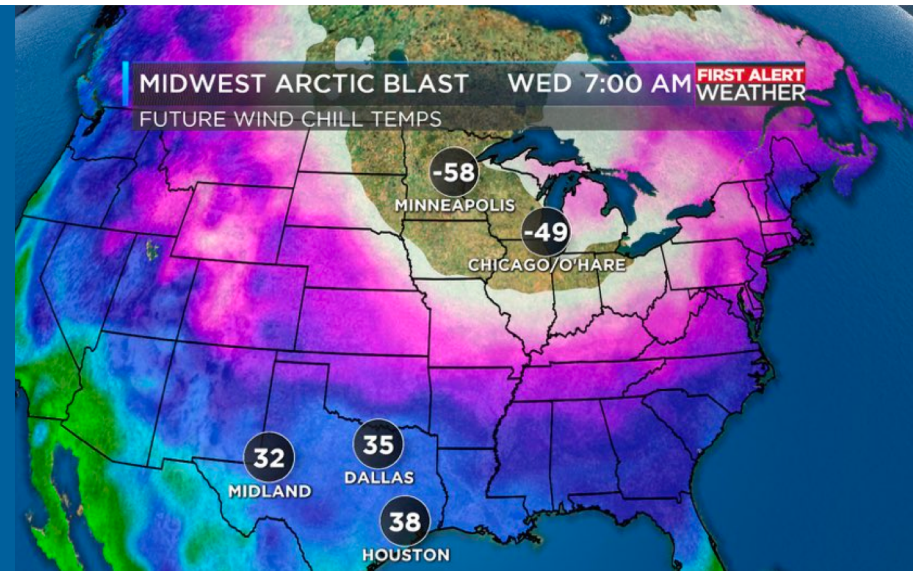 MIDWEST ARCTIC BLAST WED 7:00 AM
FIRST ALERT
WEATHER
FUTURE WIND CHILL TEMPS
-58
MINNEAPOLIS
-49
CHICAGO/O'HARE
32
MIDLAND
35
DALLAS
38
HOUSTON